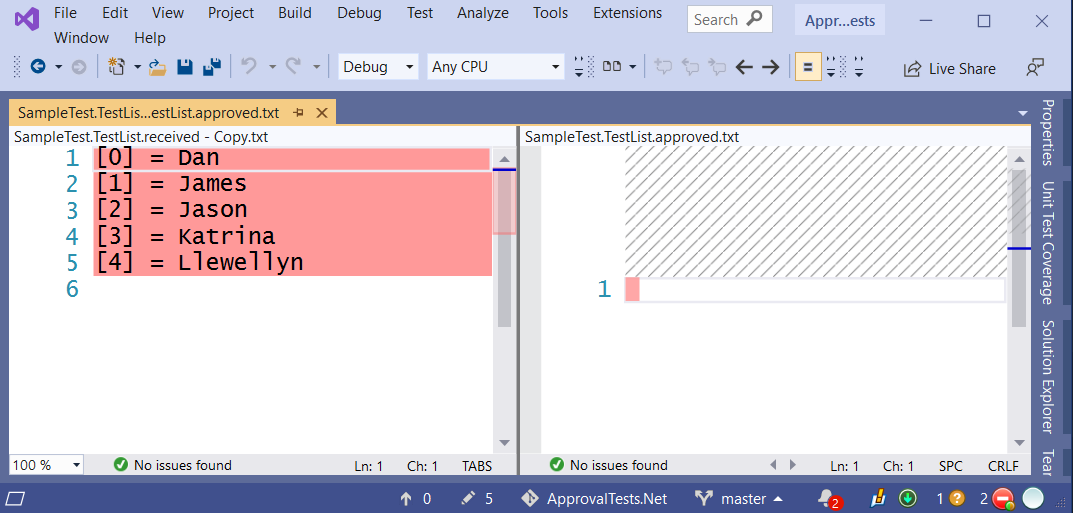 File Edit View Project Build Debug Test Analyze Tools Extensions Search Appr...ests
Window Help
Debug Any CPU Live Share
SampleTest.TestLis...estList.approved.txt
SampleTest.TestList.received - Copy.txt SampleTest.TestList.approved.txt
1 [0] = Dan
2 [1] = James
3 [2] = Jason
4 [3] = Katrina
5 [4] = Llewellyn
6
1
100 % No issues found Ln: 1 Ch: 1 TABS No issues found Ln: 1 Ch: 1 SPC CRLF
0 5 ApprovalTests.Net master 2 1 2
Properties
Unit Test Coverage
Solution Explorer